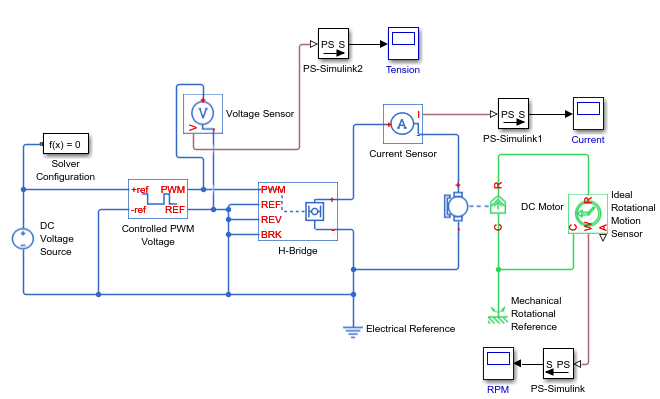 PS S
PS-Simulink2
Tension
V
Voltage Sensor
V
I
A
Current Sensor
PS S
PS-Simulink1
Current
f(x) = 0
Solver
Configuration
+ref PWM
-ref REF
Controlled PWM
Voltage
PWM
REF
REV
BRK
H-Bridge
DC
Voltage
Source
R
C
DC Motor
R
C
W
A
Ideal
Rotational
Motion
Sensor
Electrical Reference
Mechanical
Rotational
Reference
RPM
S PS
PS-Simulink